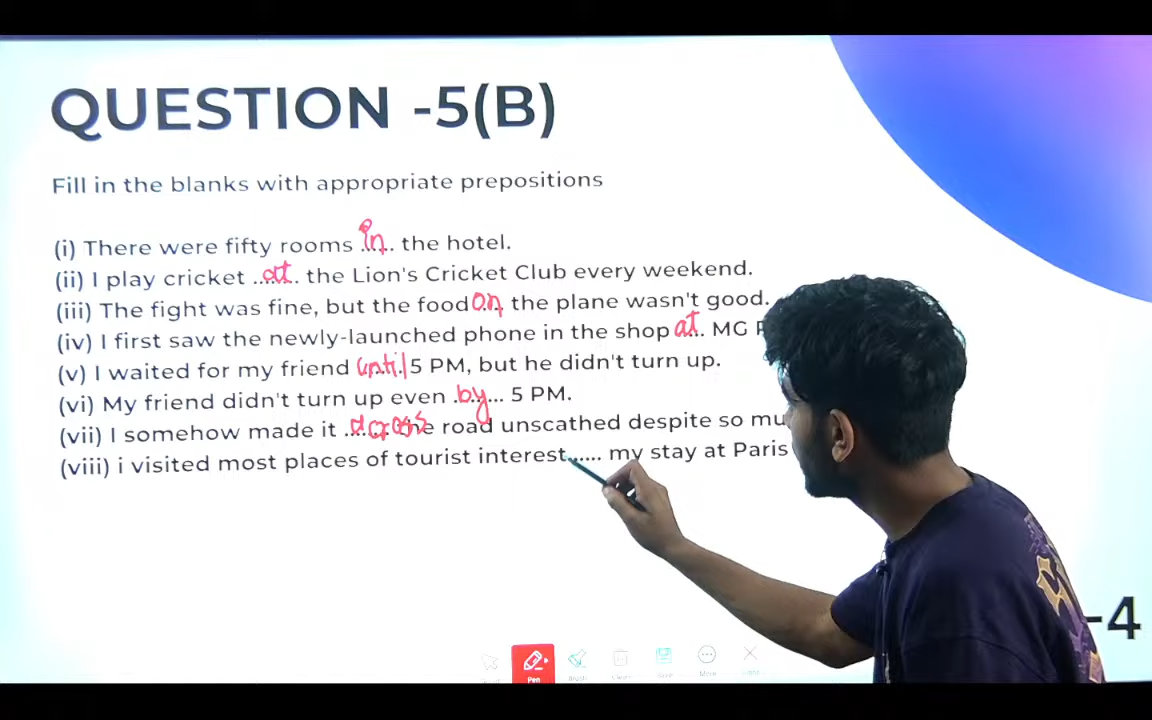 QUESTION -5(B)
Fill in the blanks with appropriate prepositions
(i) There were fifty rooms ...in... the hotel.
(ii) I play cricket ...at... the Lion's Cricket Club every weekend.
(iii) The fight was fine, but the food on the plane wasn't good.
(iv) I first saw the newly-launched phone in the shop at... MG
(v) I waited for my friend until 5 PM, but he didn't turn up.
(vi) My friend didn't turn up even ...by... 5 PM.
(vii) I somehow made it ...across the road unscathed despite so
(viii) i visited most places of tourist interest...... my stay at Paris
-4
Pen
Brush
More